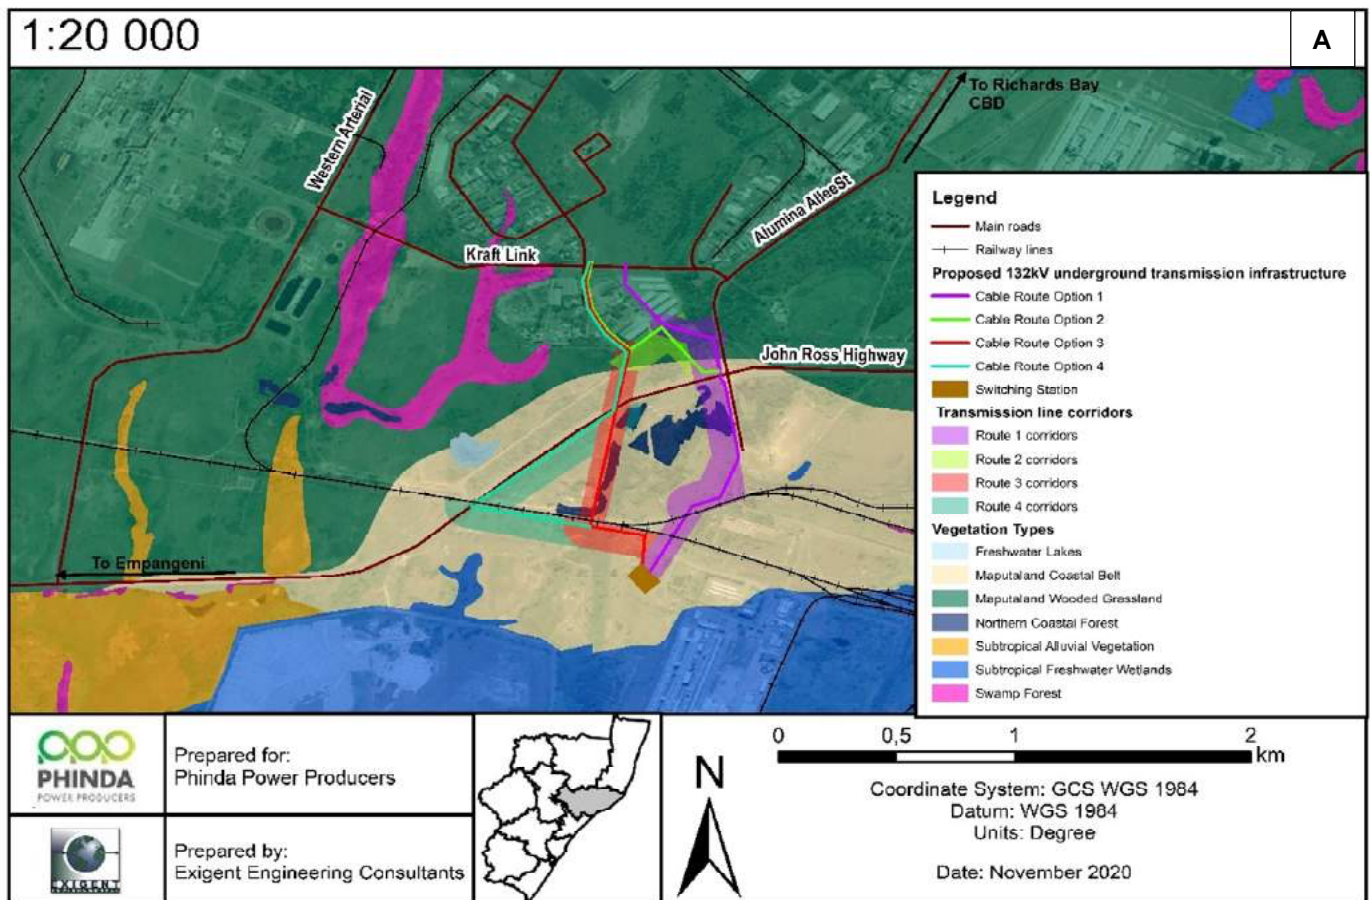 1:20 000
A
To Richards Bay
CBD
Western Arterial
Kraft Link
Alumina AlleeSt
John Ross Highway
To Empangeni
Legend
Main roads
Railway lines
Proposed 132kV underground transmission infrastructure
Cable Route Option 1
Cable Route Option 2
Cable Route Option 3
Cable Route Option 4
Switching Station
Transmission line corridors
Route 1 corridors
Route 2 corridors
Route 3 corridors
Route 4 corridors
Vegetation Types
Freshwater Lakes
Maputaland Coastal Belt
Maputaland Wooded Grassland
Northern Coastal Forest
Subtropical Alluvial Vegetation
Subtropical Freshwater Wetlands
Swamp Forest
PHINDA
POWER PRODUCERS
Prepared for:
Phinda Power Producers
EXIGENT
Prepared by:
Exigent Engineering Consultants
N
0 0,5 1 2
km
Coordinate System: GCS WGS 1984
Datum: WGS 1984
Units: Degree
Date: November 2020